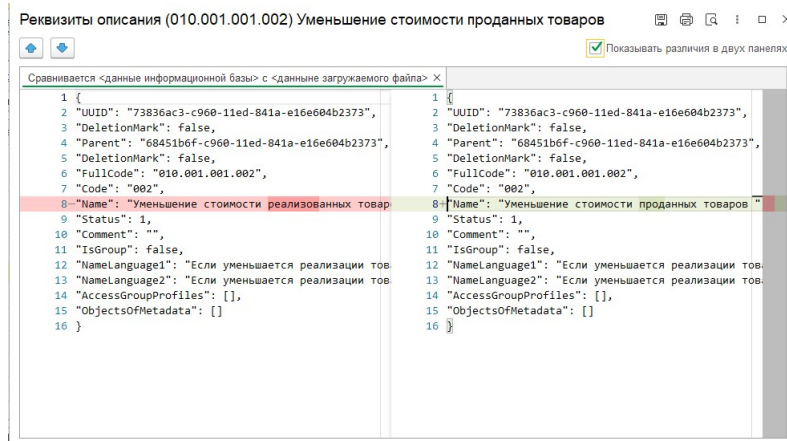 Реквизиты описания (010.001.001.002) Уменьшение стоимости проданных товаров
Показывать различия в двух панелях
Сравнивается <данные информационной базы> с <данныне загружаемого файла> ×
1 {
2 "UUID": "73836ac3-c960-11ed-841a-e16e604b2373",
3 "DeletionMark": false,
4 "Parent": "68451b6f-c960-11ed-841a-e16e604b2373",
5 "DeletionMark": false,
6 "FullCode": "010.001.001.002",
7 "Code": "002",
8-"Name": "Уменьшение стоимости реализованных товар
9 "Status": 1,
10 "Comment": "",
11 "IsGroup": false,
12 "NameLanguage1": "Если уменьшается реализации тов
13 "NameLanguage2": "Если уменьшается реализации тов
14 "AccessGroupProfiles": [],
15 "ObjectsOfMetadata": []
16 }
1 {
2 "UUID": "73836ac3-c960-11ed-841a-e16e604b2373",
3 "DeletionMark": false,
4 "Parent": "68451b6f-c960-11ed-841a-e16e604b2373",
5 "DeletionMark": false,
6 "FullCode": "010.001.001.002",
7 "Code": "002",
8+"Name": "Уменьшение стоимости проданных товаров "
9 "Status": 1,
10 "Comment": "",
11 "IsGroup": false,
12 "NameLanguage1": "Если уменьшается реализации тов
13 "NameLanguage2": "Если уменьшается реализации тов
14 "AccessGroupProfiles": [],
15 "ObjectsOfMetadata": []
16 }